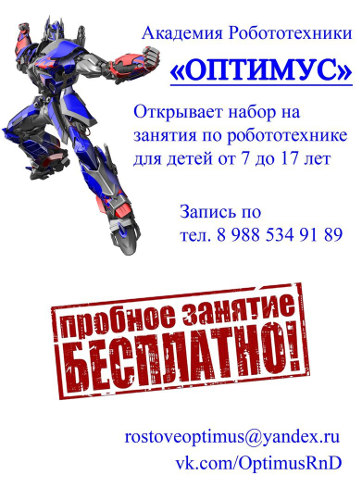 Академия Робототехники
«ОПТИМУС»
Открывает набор на
занятия по робототехнике
для детей от 7 до 17 лет
Запись по
тел. 8 988 534 91 89
пробное занятие
БЕСПЛАТНО!
rostoveoptimus@yandex.ru
vk.com/OptimusRnD